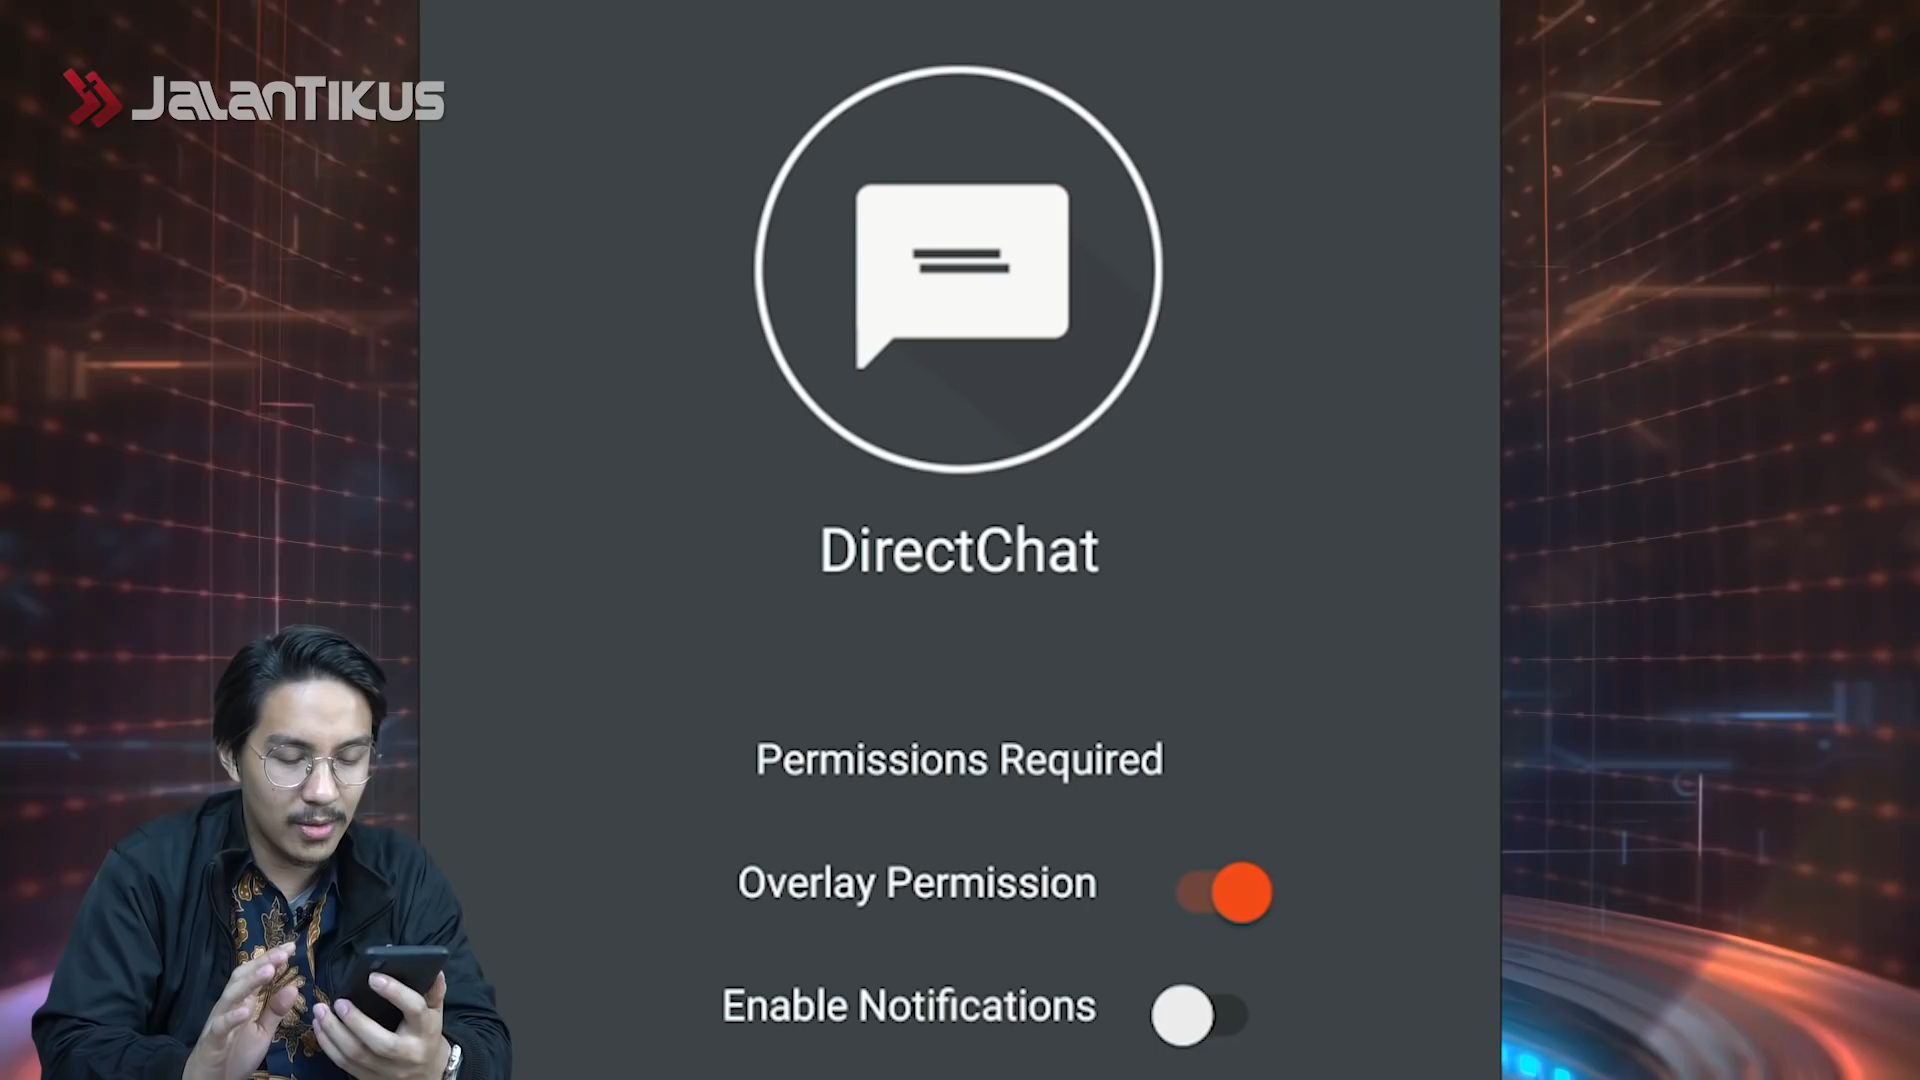 JALANTIKUS
DirectChat
Permissions Required
Overlay Permission
Enable Notifications